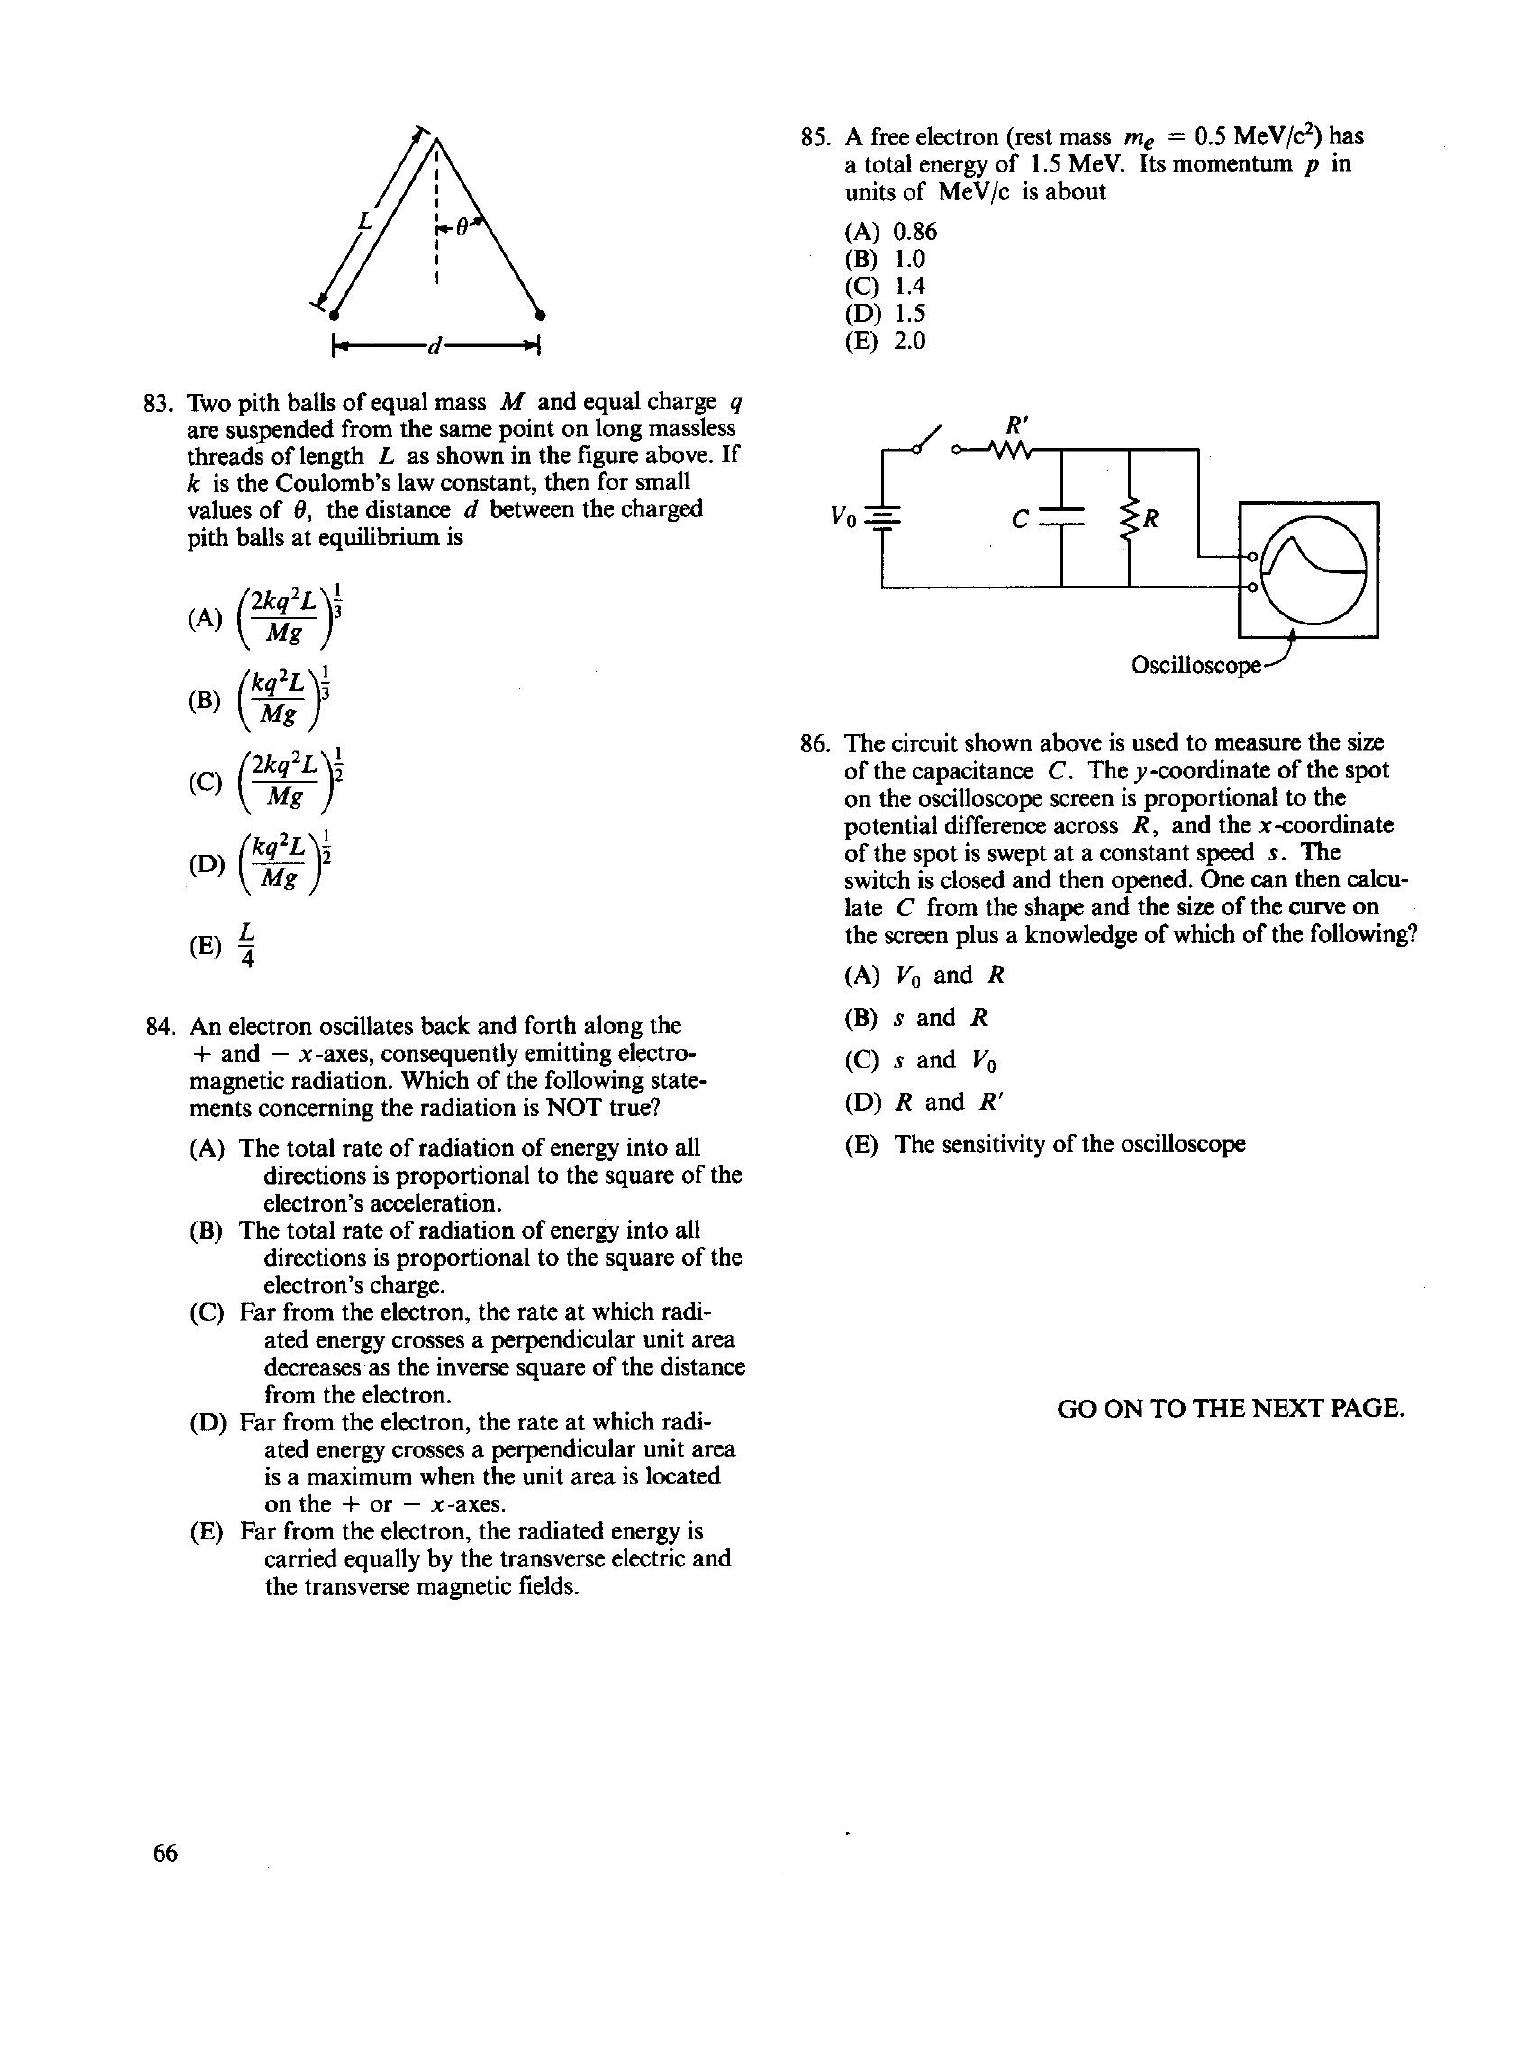 L
θ
d
83. Two pith balls of equal mass M and equal charge q
are suspended from the same point on long massless
threads of length L as shown in the figure above. If
k is the Coulomb's law constant, then for small
values of θ, the distance d between the charged
pith balls at equilibrium is
(A) (2kq²L/Mg)^(1/3)
(B) (kq²L/Mg)^(1/3)
(C) (2kq²L/Mg)^(1/2)
(D) (kq²L/Mg)^(1/2)
(E) L/4
84. An electron oscillates back and forth along the
+ and − x-axes, consequently emitting electro-
magnetic radiation. Which of the following state-
ments concerning the radiation is NOT true?
(A) The total rate of radiation of energy into all
directions is proportional to the square of the
electron's acceleration.
(B) The total rate of radiation of energy into all
directions is proportional to the square of the
electron's charge.
(C) Far from the electron, the rate at which radi-
ated energy crosses a perpendicular unit area
decreases as the inverse square of the distance
from the electron.
(D) Far from the electron, the rate at which radi-
ated energy crosses a perpendicular unit area
is a maximum when the unit area is located
on the + or − x-axes.
(E) Far from the electron, the radiated energy is
carried equally by the transverse electric and
the transverse magnetic fields.
85. A free electron (rest mass mₑ = 0.5 MeV/c²) has
a total energy of 1.5 MeV. Its momentum p in
units of MeV/c is about
(A) 0.86
(B) 1.0
(C) 1.4
(D) 1.5
(E) 2.0
R'
V₀
C
R
Oscilloscope
86. The circuit shown above is used to measure the size
of the capacitance C. The y-coordinate of the spot
on the oscilloscope screen is proportional to the
potential difference across R, and the x-coordinate
of the spot is swept at a constant speed s. The
switch is closed and then opened. One can then calcu-
late C from the shape and the size of the curve on
the screen plus a knowledge of which of the following?
(A) V₀ and R
(B) s and R
(C) s and V₀
(D) R and R'
(E) The sensitivity of the oscilloscope
GO ON TO THE NEXT PAGE.
66